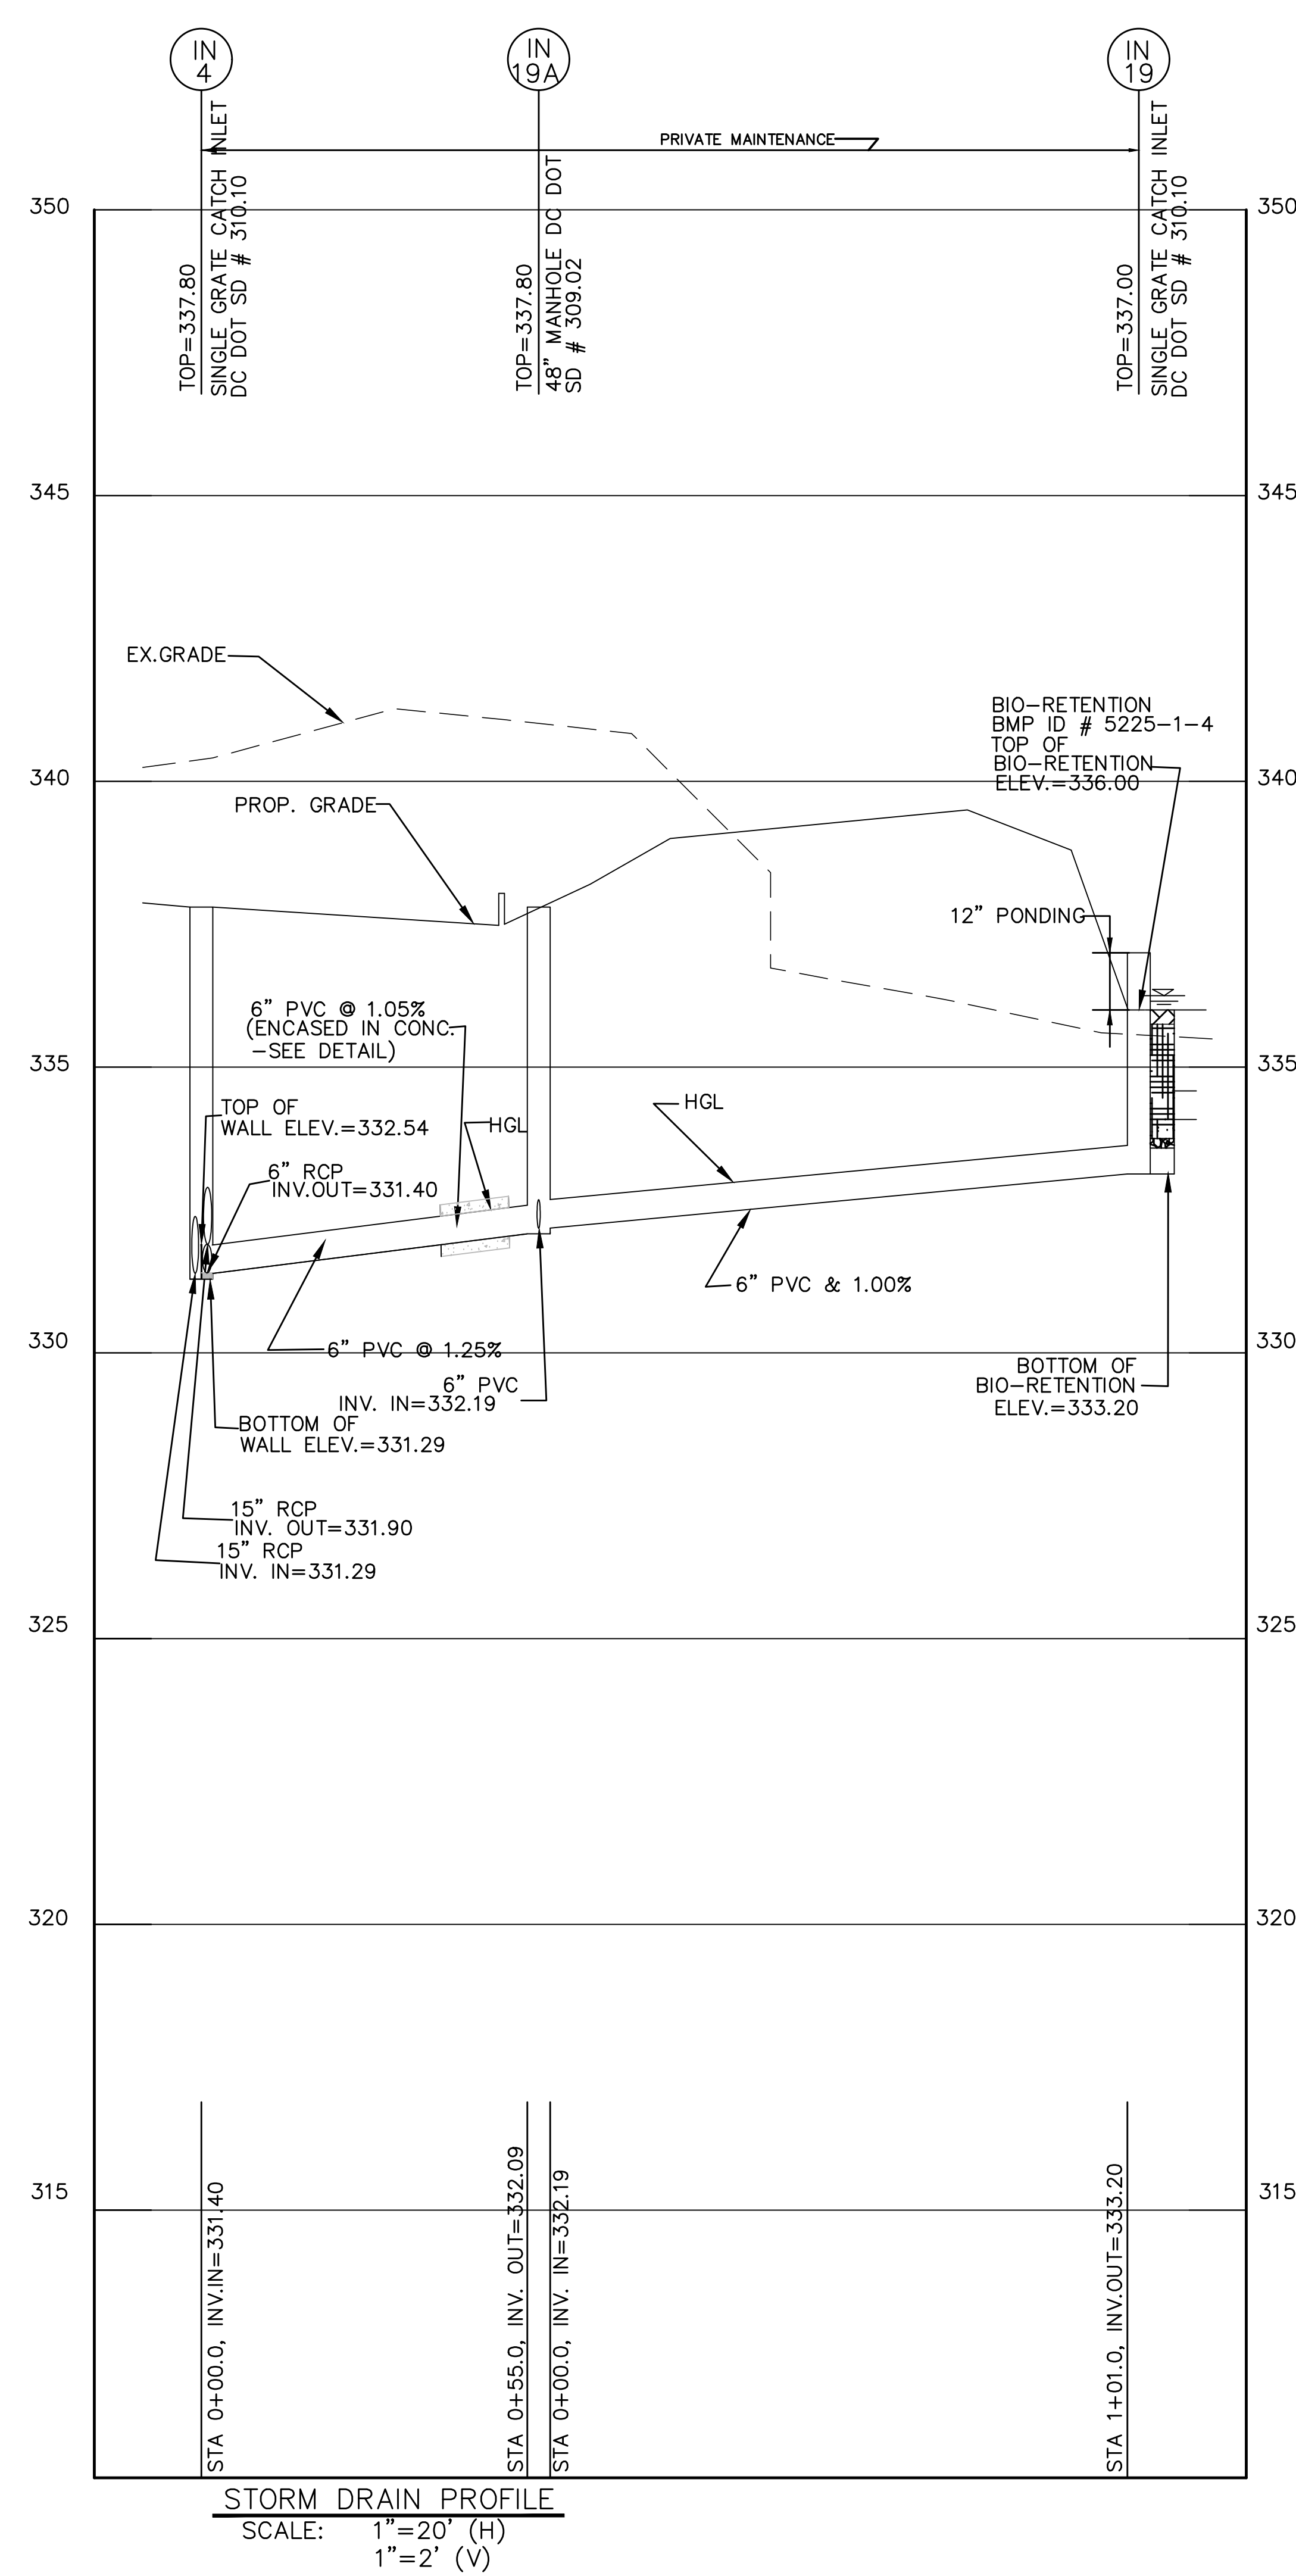 IN
4
IN
19A
IN
19
PRIVATE MAINTENANCE
TOP=337.80
SINGLE GRATE CATCH INLET
DC DOT SD # 310.10
TOP=337.80
48” MANHOLE DC DOT
SD # 309.02
TOP=337.00
SINGLE GRATE CATCH INLET
DC DOT SD # 310.10
350
350
345
345
EX.GRADE
BIO-RETENTION
BMP ID # 5225-1-4
TOP OF
BIO-RETENTION
ELEV.=336.00
340
340
PROP. GRADE
12” PONDING
6” PVC @ 1.05%
(ENCASED IN CONC.
-SEE DETAIL)
335
335
HGL
TOP OF
WALL ELEV.=332.54
HGL
6” RCP
INV.OUT=331.40
6” PVC & 1.00%
330
330
6” PVC @ 1.25%
6” PVC
INV. IN=332.19
BOTTOM OF
BIO-RETENTION
ELEV.=333.20
BOTTOM OF
WALL ELEV.=331.29
15” RCP
INV. OUT=331.90
15” RCP
INV. IN=331.29
325
325
320
320
315
315
STA 0+00.0, INV.IN=331.40
STA 0+55.0, INV. OUT=332.09
STA 0+00.0, INV. IN=332.19
STA 1+01.0, INV.OUT=333.20
STORM DRAIN PROFILE
SCALE: 1”=20’ (H)
1”=2’ (V)